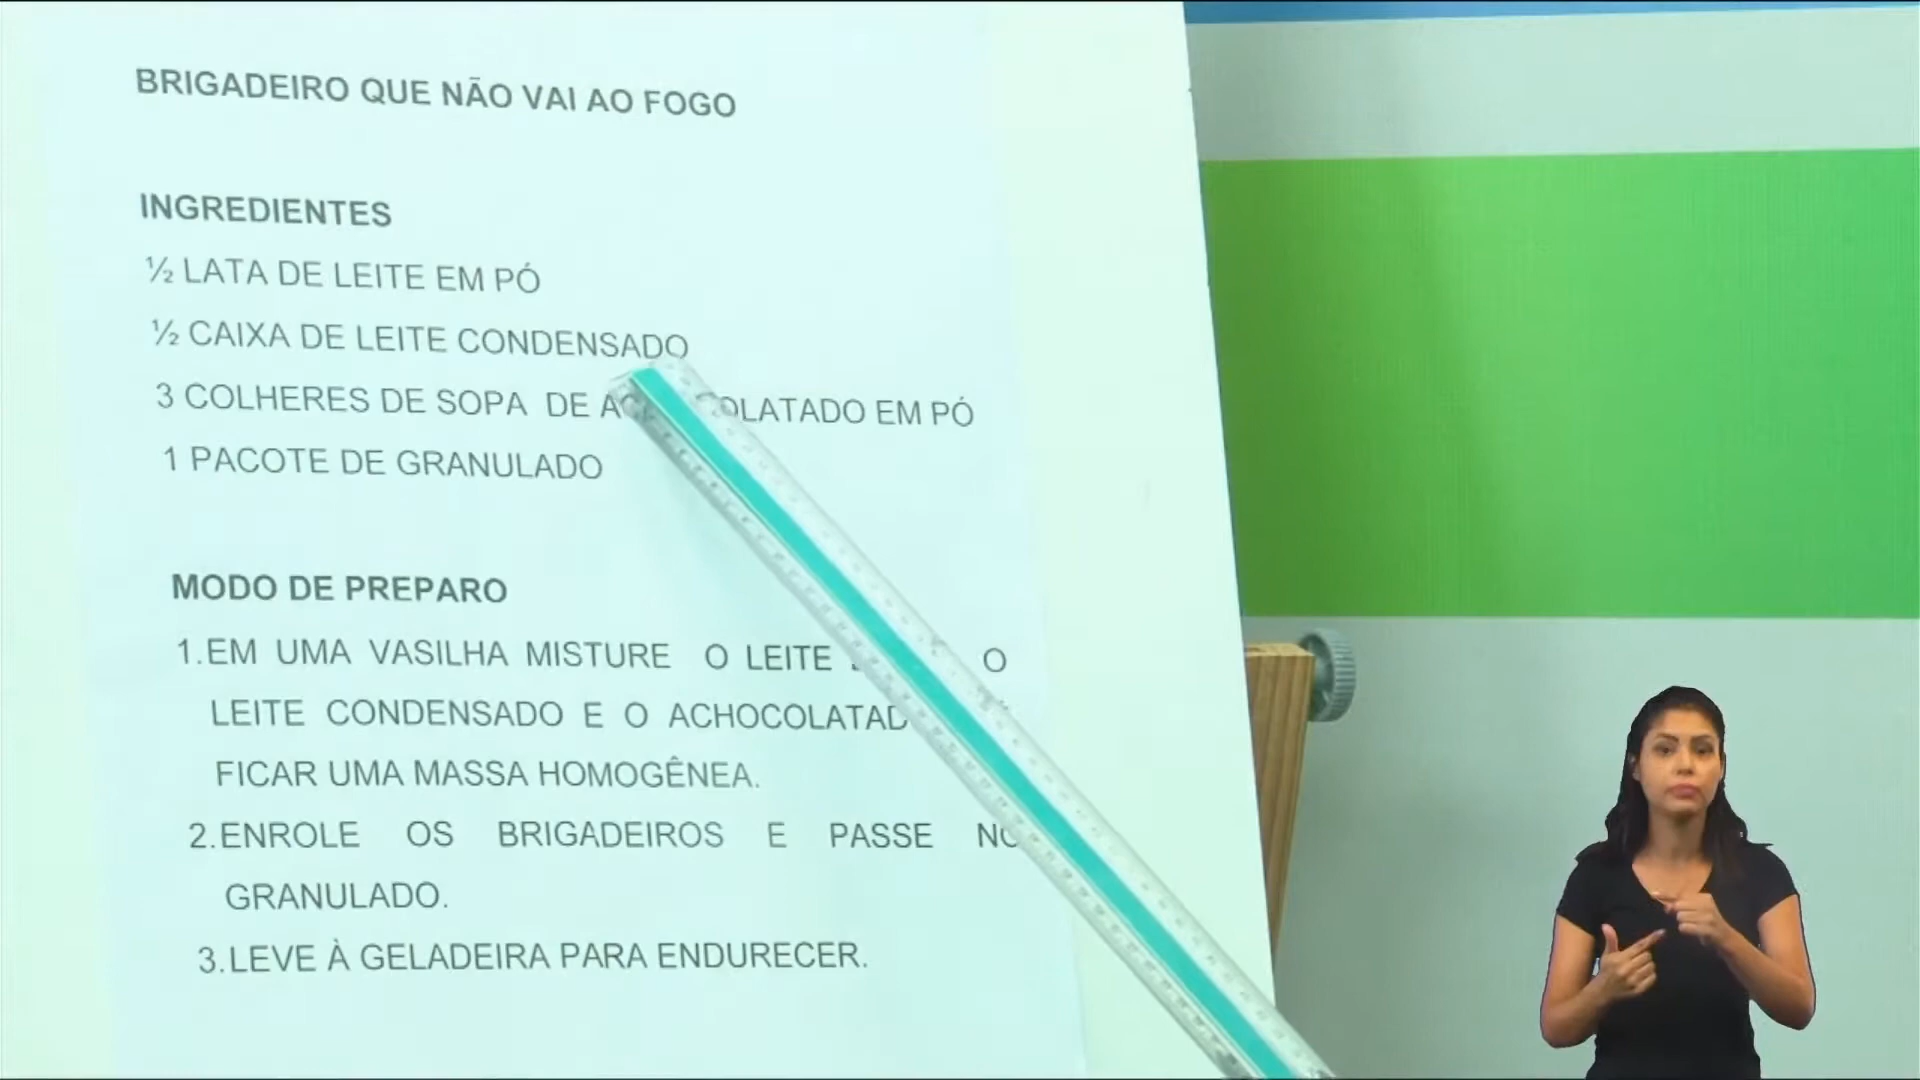 BRIGADEIRO QUE NÃO VAI AO FOGO
INGREDIENTES
½ LATA DE LEITE EM PÓ
½ CAIXA DE LEITE CONDENSADO
3 COLHERES DE SOPA DE EM PÓ
1 PACOTE DE GRANULADO
MODO DE PREPARO
1.EM UMA VASILHA MISTURE O LEITE O
LEITE CONDENSADO E O
FICAR UMA MASSA HOMOGÊNEA.
2.ENROLE OS BRIGADEIROS E PASSE NO
GRANULADO.
3.LEVE À GELADEIRA PARA ENDURECER.